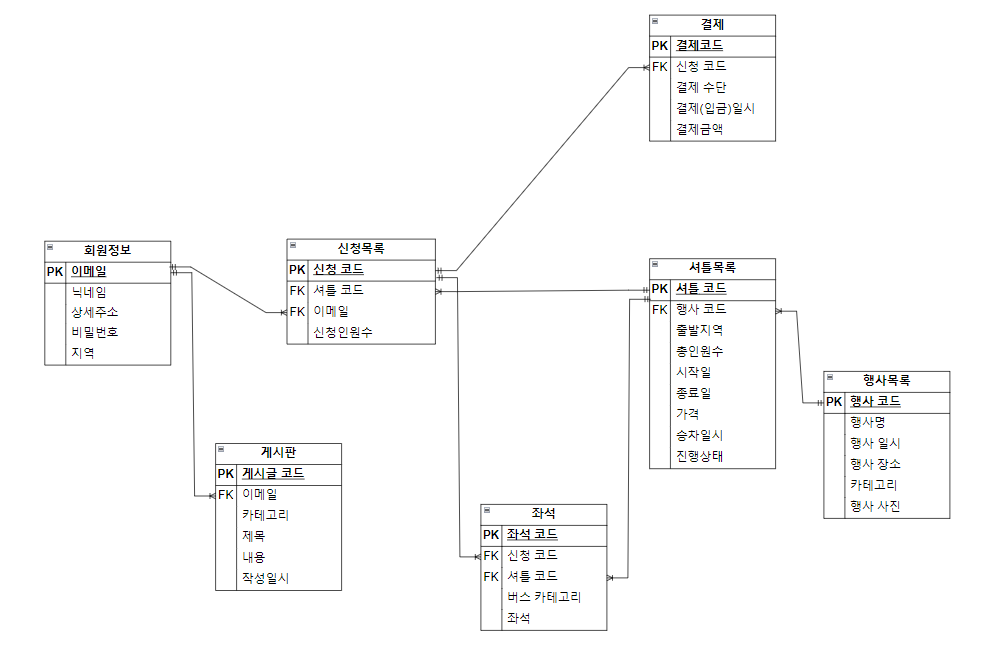 결제
PK 결제코드
FK 신청 코드
결제 수단
결제(입금)일시
결제금액
회원정보
PK 이메일
닉네임
상세주소
비밀번호
지역
신청목록
PK 신청 코드
FK 셔틀 코드
FK 이메일
신청인원수
셔틀목록
PK 셔틀 코드
FK 행사 코드
출발지역
총인원수
시작일
종료일
가격
승차일시
진행상태
행사목록
PK 행사 코드
행사명
행사 일시
행사 장소
카테고리
행사 사진
게시판
PK 게시글 코드
FK 이메일
카테고리
제목
내용
작성일시
좌석
PK 좌석 코드
FK 신청 코드
FK 셔틀 코드
버스 카테고리
좌석